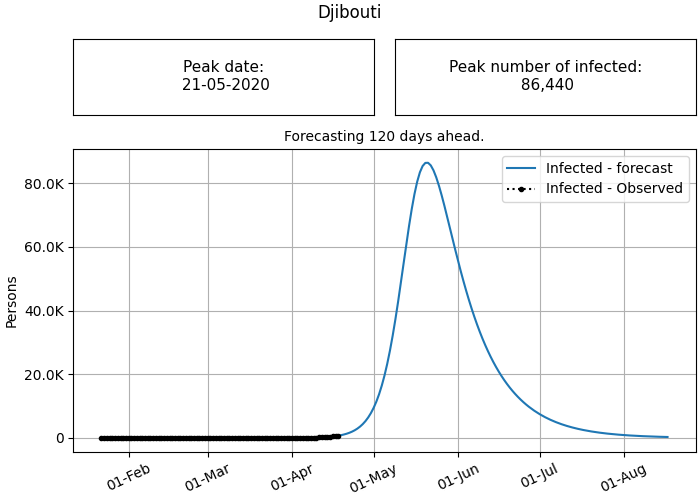 Djibouti
Peak date:
21-05-2020
Peak number of infected:
86,440
Forecasting 120 days ahead.
Infected - forecast
Infected - Observed
Persons
80.0K
60.0K
40.0K
20.0K
0
01-Feb
01-Mar
01-Apr
01-May
01-Jun
01-Jul
01-Aug